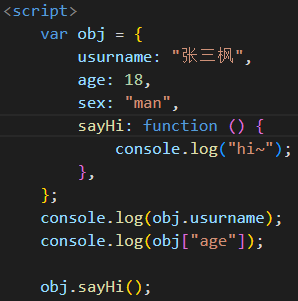 <script>
    var obj = {
        usurname: "张三枫",
        age: 18,
        sex: "man",
        sayHi: function () {
            console.log("hi~");
        },
    };
    console.log(obj.usurname);
    console.log(obj["age"]);

    obj.sayHi();